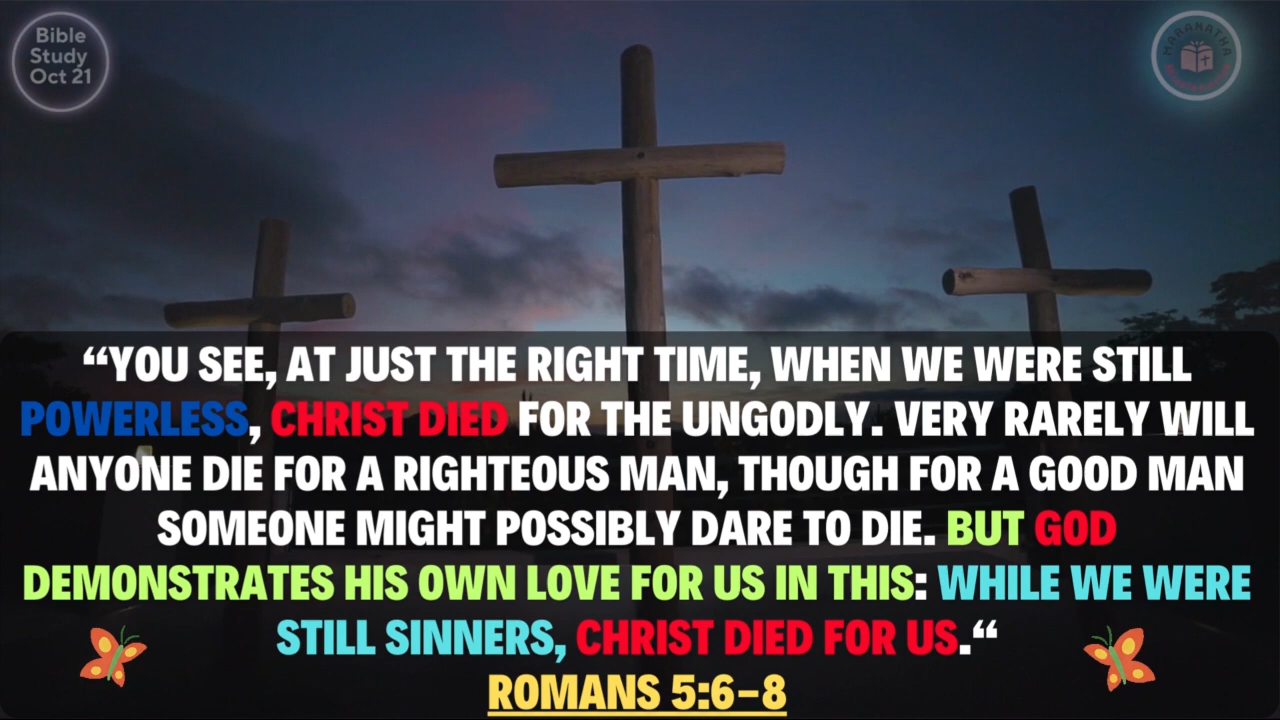 Bible
Study
Oct 21
MARANATHA
“YOU SEE, AT JUST THE RIGHT TIME, WHEN WE WERE STILL
POWERLESS, CHRIST DIED FOR THE UNGODLY. VERY RARELY WILL
ANYONE DIE FOR A RIGHTEOUS MAN, THOUGH FOR A GOOD MAN
SOMEONE MIGHT POSSIBLY DARE TO DIE. BUT GOD
DEMONSTRATES HIS OWN LOVE FOR US IN THIS: WHILE WE WERE
STILL SINNERS, CHRIST DIED FOR US.“
ROMANS 5:6–8